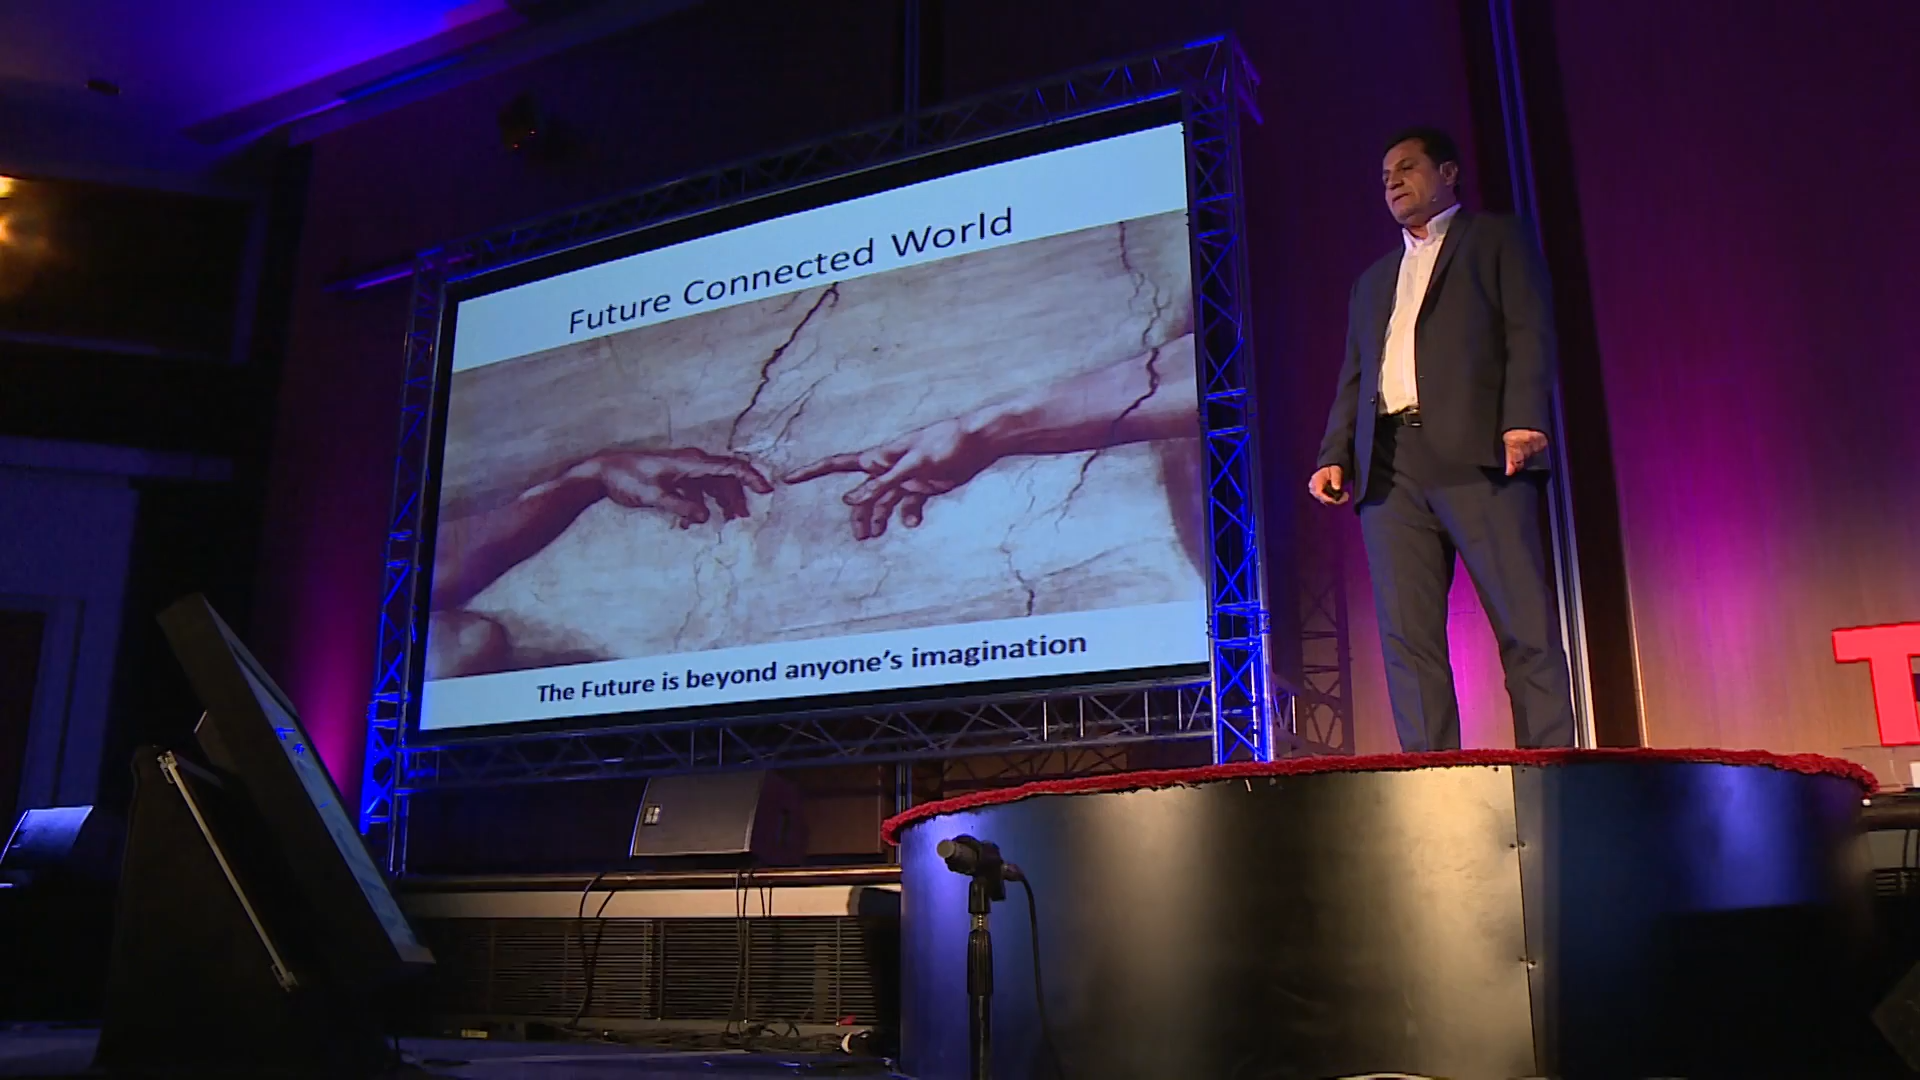 Future Connected World
The Future is beyond anyone's imagination
T